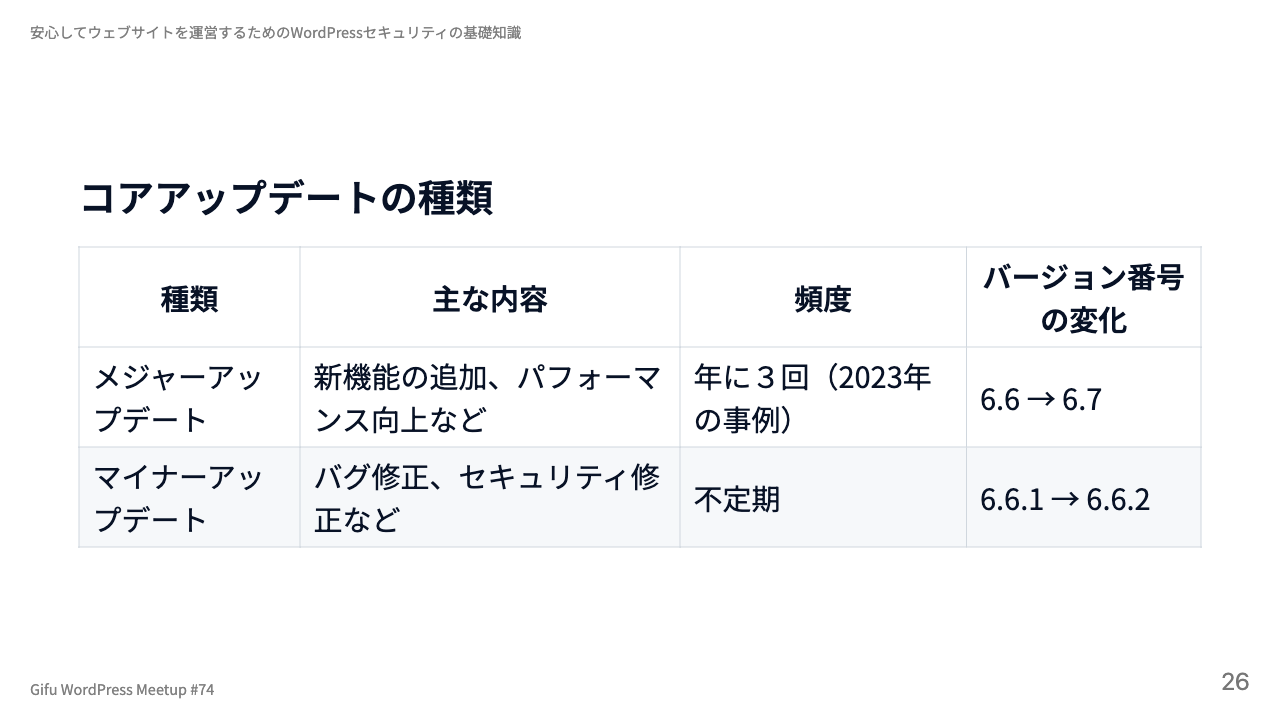 安心してウェブサイトを運営するためのWordPressセキュリティの基礎知識
コアアップデートの種類
種類
主な内容
頻度
バージョン番号
の変化
メジャーアッ
プデート
新機能の追加、パフォーマ
ンス向上など
年に３回（2023年
の事例）
6.6 → 6.7
マイナーアッ
プデート
バグ修正、セキュリティ修
正など
不定期
6.6.1 → 6.6.2
Gifu WordPress Meetup #74
26